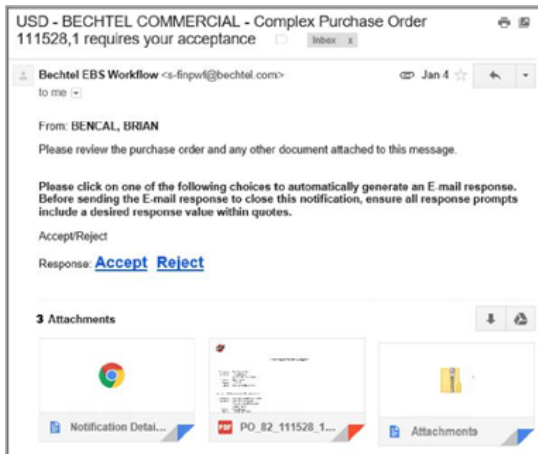 USD - BECHTEL COMMERCIAL - Complex Purchase Order
111528,1 requires your acceptance Inbox x
Bechtel EBS Workflow <s-finpwf@bechtel.com> Jan 4
to me
From: BENCAL, BRIAN
Please review the purchase order and any other document attached to this message.
Please click on one of the following choices to automatically generate an E-mail response.
Before sending the E-mail response to close this notification, ensure all response prompts
include a desired response value within quotes.
Accept/Reject
Response: Accept Reject
3 Attachments
Notification Detai... PDF PO_82_111528_1... Attachments